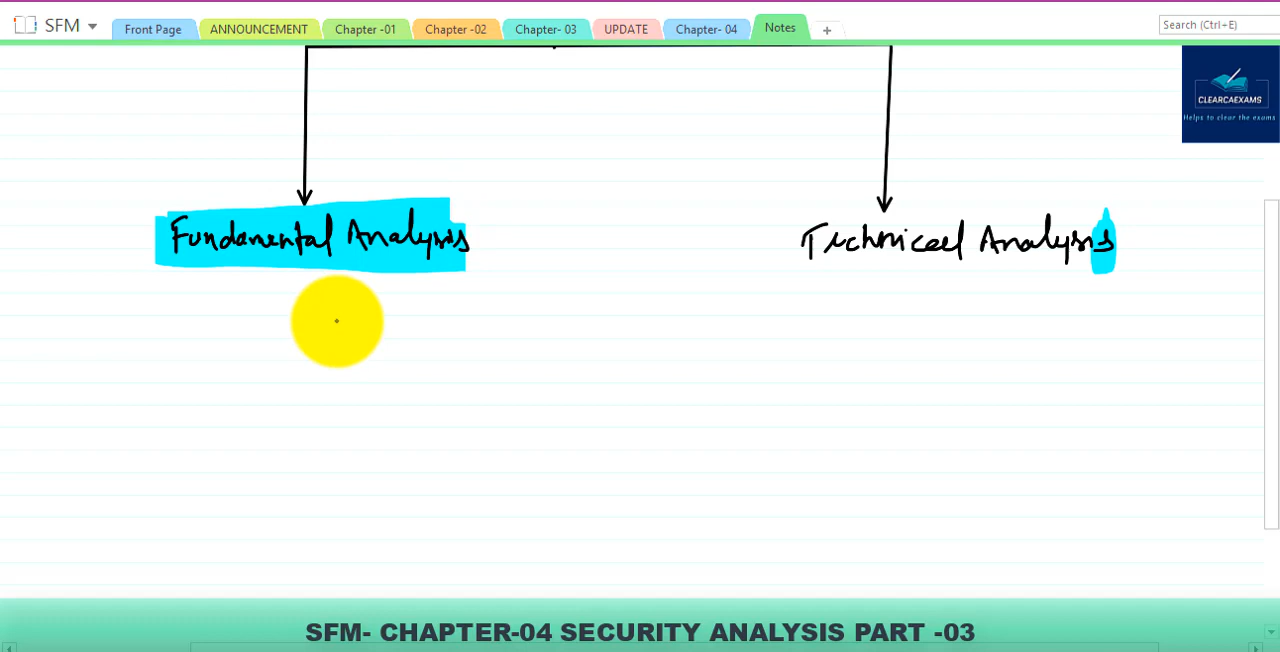 SFM
Front Page
ANNOUNCEMENT
Chapter -01
Chapter -02
Chapter- 03
UPDATE
Chapter- 04
Notes
+
Search (Ctrl+E)
CLEARCAEXAMS
Helps to clear the exams
Fundamental Analysis
Technical Analysis
SFM- CHAPTER-04 SECURITY ANALYSIS PART -03